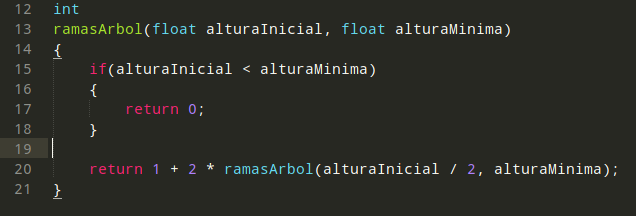 12 int
13 ramasArbol(float alturaInicial, float alturaMinima)
14 {
15     if(alturaInicial < alturaMinima)
16     {
17         return 0;
18     }
19
20     return 1 + 2 * ramasArbol(alturaInicial / 2, alturaMinima);
21 }